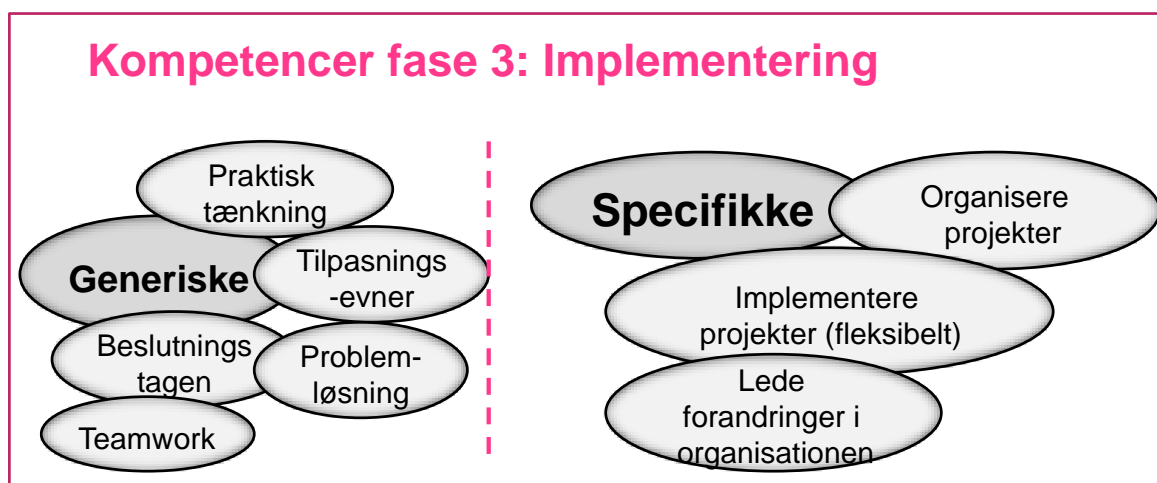 Kompetencer fase 3: Implementering
Praktisk
tænkning
Generiske
Tilpasnings
-evner
Beslutnings
tagen
Problem-
løsning
Teamwork
Specifikke
Organisere
projekter
Implementere
projekter (fleksibelt)
Lede
forandringer i
organisationen